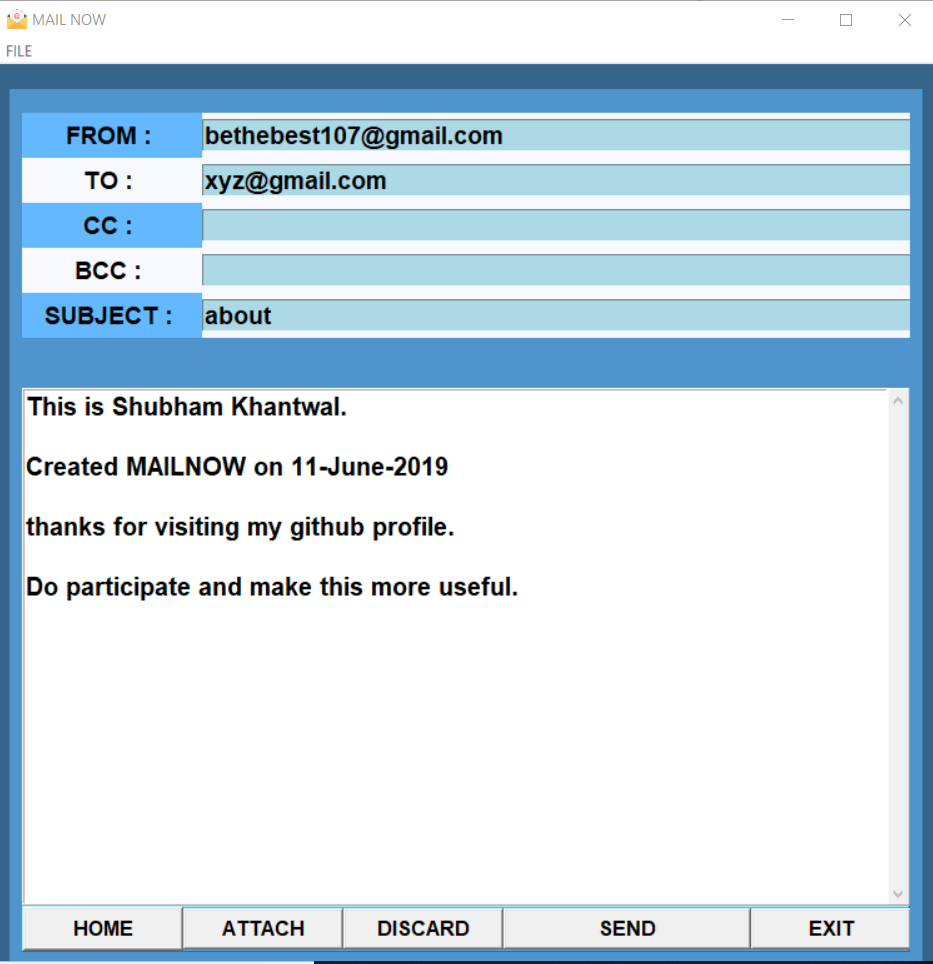 MAIL NOW
FILE
FROM : bethebest107@gmail.com
TO : xyz@gmail.com
CC :
BCC :
SUBJECT : about
This is Shubham Khantwal.
Created MAILNOW on 11-June-2019
thanks for visiting my github profile.
Do participate and make this more useful.
HOME ATTACH DISCARD SEND EXIT